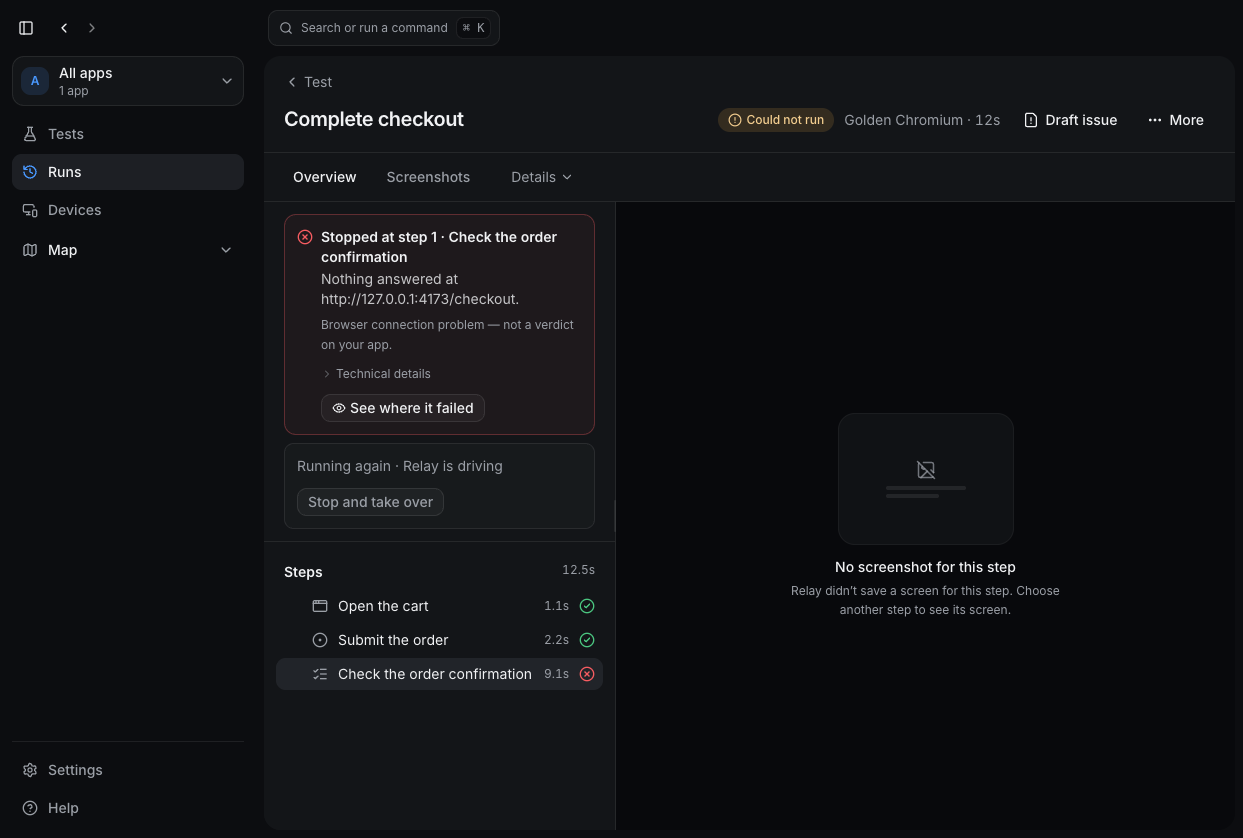 Search or run a command ⌘ K
A
All apps
1 app
Tests
Runs
Devices
Map
Settings
Help
Test
Complete checkout
Could not run
Golden Chromium · 12s
Draft issue
More
Overview
Screenshots
Details
Stopped at step 1 · Check the order
confirmation
Nothing answered at
http://127.0.0.1:4173/checkout.
Browser connection problem — not a verdict
on your app.
Technical details
See where it failed
Running again · Relay is driving
Stop and take over
Steps 12.5s
Open the cart 1.1s
Submit the order 2.2s
Check the order confirmation 9.1s
No screenshot for this step
Relay didn't save a screen for this step. Choose
another step to see its screen.